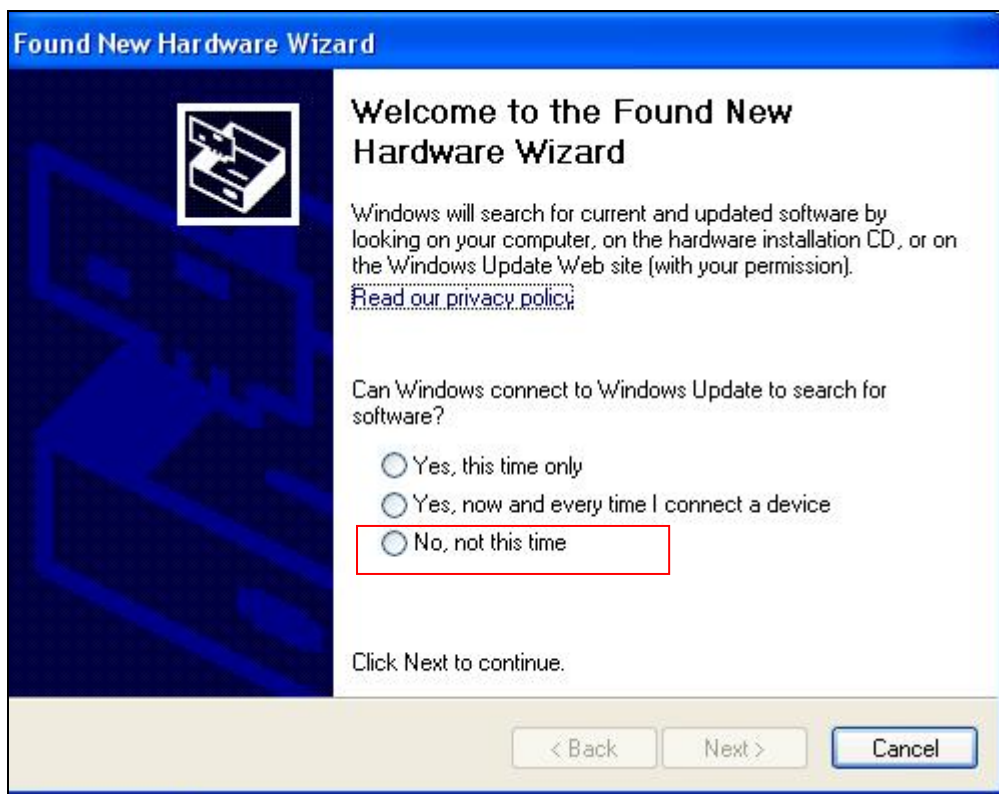 Found New Hardware Wizard
Welcome to the Found New
Hardware Wizard
Windows will search for current and updated software by
looking on your computer, on the hardware installation CD, or on
the Windows Update Web site (with your permission).
Read our privacy policy
Can Windows connect to Windows Update to search for
software?
Yes, this time only
Yes, now and every time I connect a device
No, not this time
Click Next to continue.
< Back
Next >
Cancel